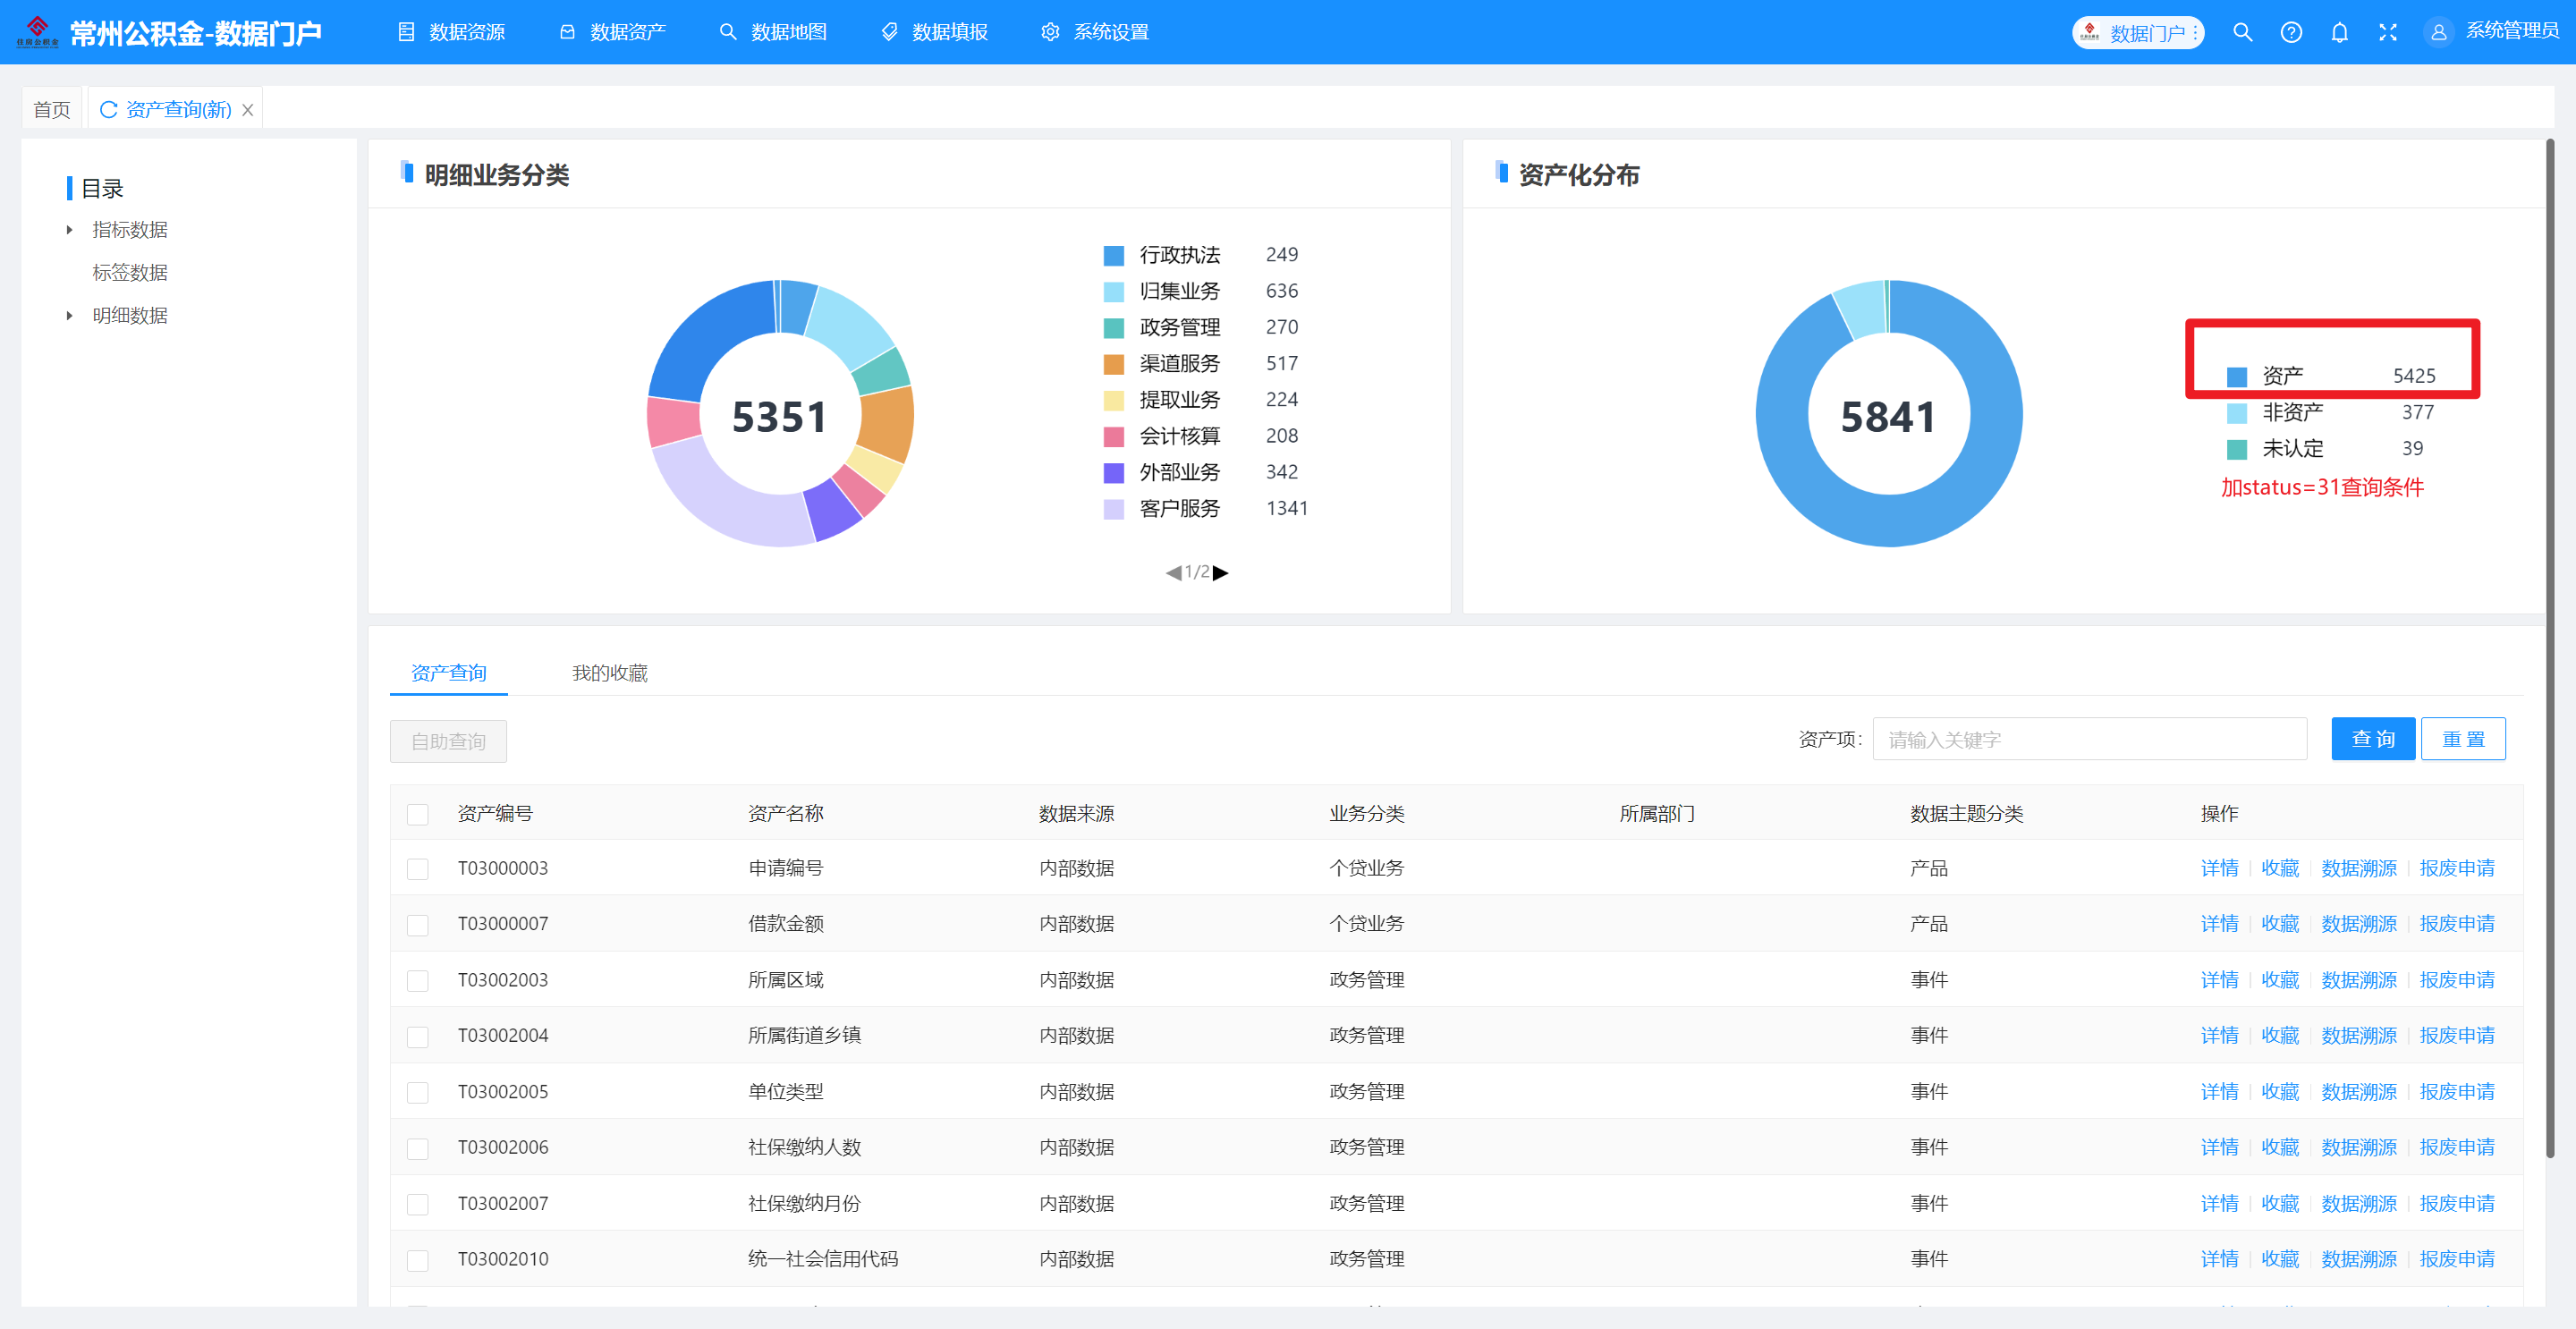 常州公积金-数据门户
数据资源
数据资产
数据地图
数据填报
系统设置
数据门户
系统管理员
首页
资产查询(新)
目录
指标数据
标签数据
明细数据
明细业务分类
5351
行政执法 249
归集业务 636
政务管理 270
渠道服务 517
提取业务 224
会计核算 208
外部业务 342
客户服务 1341
1/2
资产化分布
5841
资产 5425
非资产 377
未认定 39
加status=31查询条件
资产查询
我的收藏
自助查询
资产项: 请输入关键字
查 询
重 置
资产编号 资产名称 数据来源 业务分类 所属部门 数据主题分类 操作
T03000003 申请编号 内部数据 个贷业务 产品 详情 收藏 数据溯源 报废申请
T03000007 借款金额 内部数据 个贷业务 产品 详情 收藏 数据溯源 报废申请
T03002003 所属区域 内部数据 政务管理 事件 详情 收藏 数据溯源 报废申请
T03002004 所属街道乡镇 内部数据 政务管理 事件 详情 收藏 数据溯源 报废申请
T03002005 单位类型 内部数据 政务管理 事件 详情 收藏 数据溯源 报废申请
T03002006 社保缴纳人数 内部数据 政务管理 事件 详情 收藏 数据溯源 报废申请
T03002007 社保缴纳月份 内部数据 政务管理 事件 详情 收藏 数据溯源 报废申请
T03002010 统一社会信用代码 内部数据 政务管理 事件 详情 收藏 数据溯源 报废申请